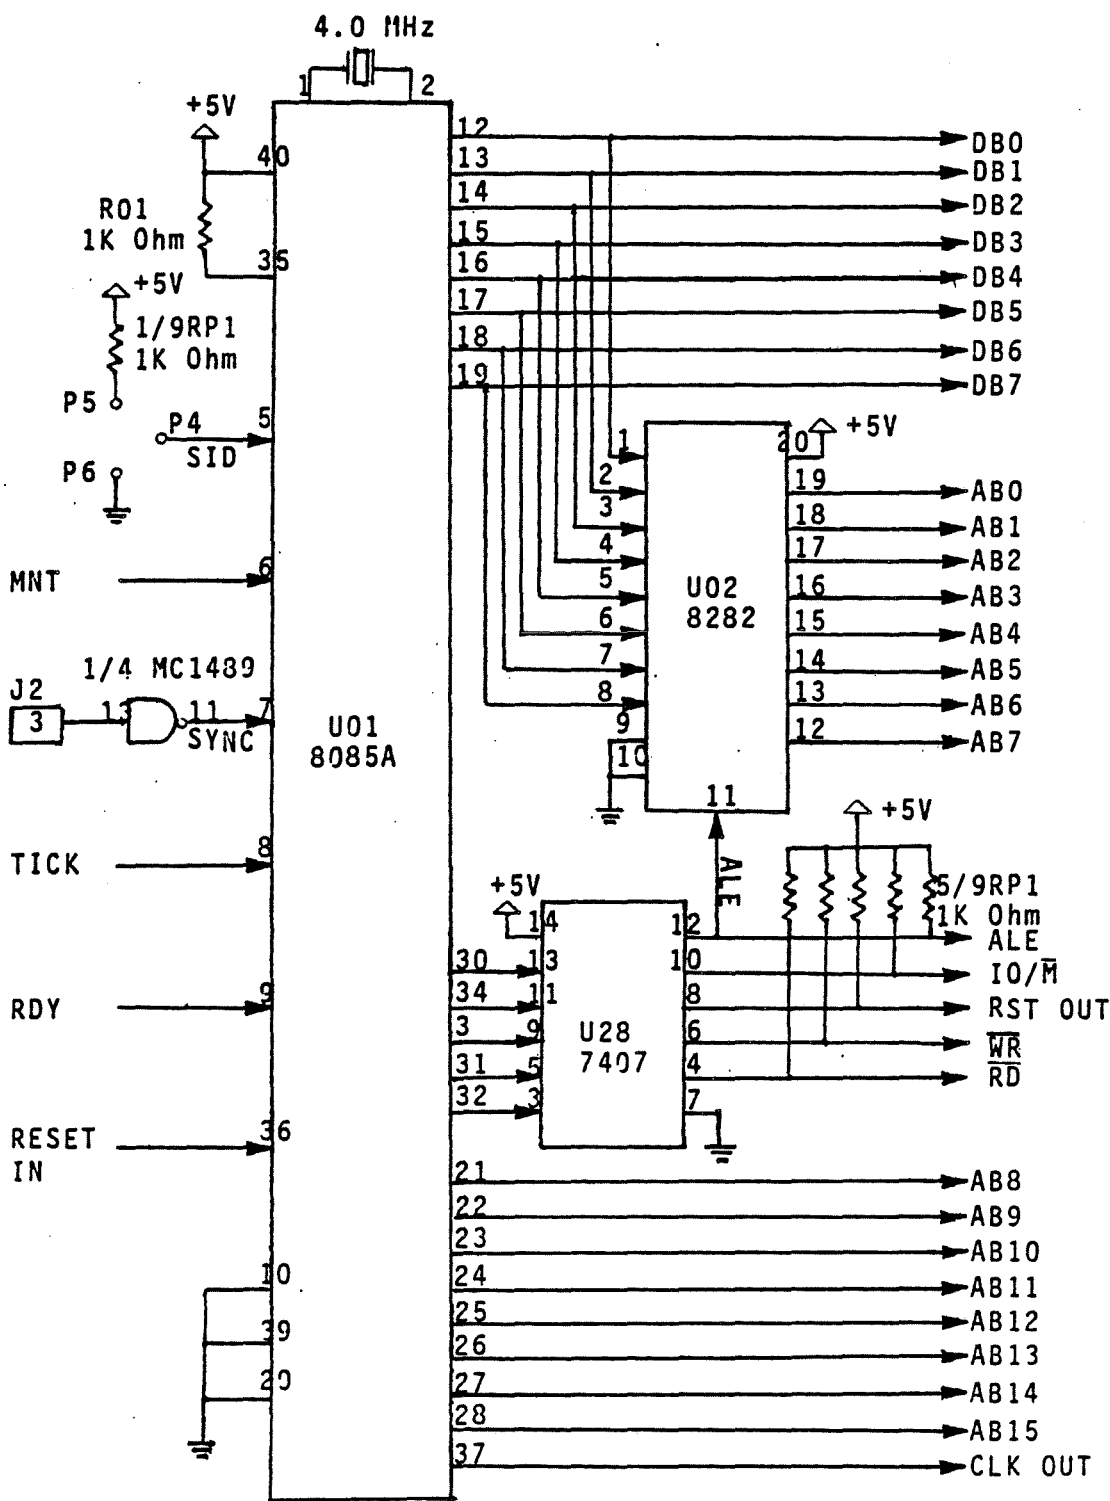 4.0 MHz
1
2
+5V
40
R01
1K Ohm
35
+5V
1/9RP1
1K Ohm
P5
P4
5
SID
P6
6
MNT
1/4 MC1489
J2
3
13
11
7
SYNC
U01
8085A
8
TICK
9
RDY
36
RESET
IN
10
39
20
12
DB0
13
DB1
14
DB2
15
DB3
16
DB4
17
DB5
18
DB6
19
DB7
1
2
3
4
5
6
7
8
9
10
U02
8282
11
20
+5V
19
AB0
18
AB1
17
AB2
16
AB3
15
AB4
14
AB5
13
AB6
12
AB7
ALE
+5V
5/9RP1
1K Ohm
+5V
14
12
ALE
30
13
10
IO/M̅
34
11
8
RST OUT
3
9
U28
7407
6
W̅R̅
31
5
4
R̅D̅
32
3
7
21
AB8
22
AB9
23
AB10
24
AB11
25
AB12
26
AB13
27
AB14
28
AB15
37
CLK OUT